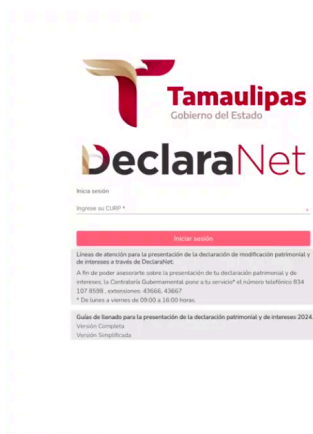 Tamaulipas
Gobierno del Estado
DeclaraNet
Inicia sesión
Ingrese su CURP *
Iniciar sesión
Líneas de atención para la presentación de la declaración de modificación patrimonial y
de intereses a través de DeclaraNet:
A fin de poder asesorarte sobre la presentación de tu declaración patrimonial y de
intereses, la Contraloría Gubernamental pone a tu servicio* el número telefónico 834
107 8598 , extensiones: 43666, 43667
* De lunes a viernes de 09:00 a 16:00 horas.
Guías de llenado para la presentación de la declaración patrimonial y de intereses 2024.
Versión Completa
Versión Simplificada